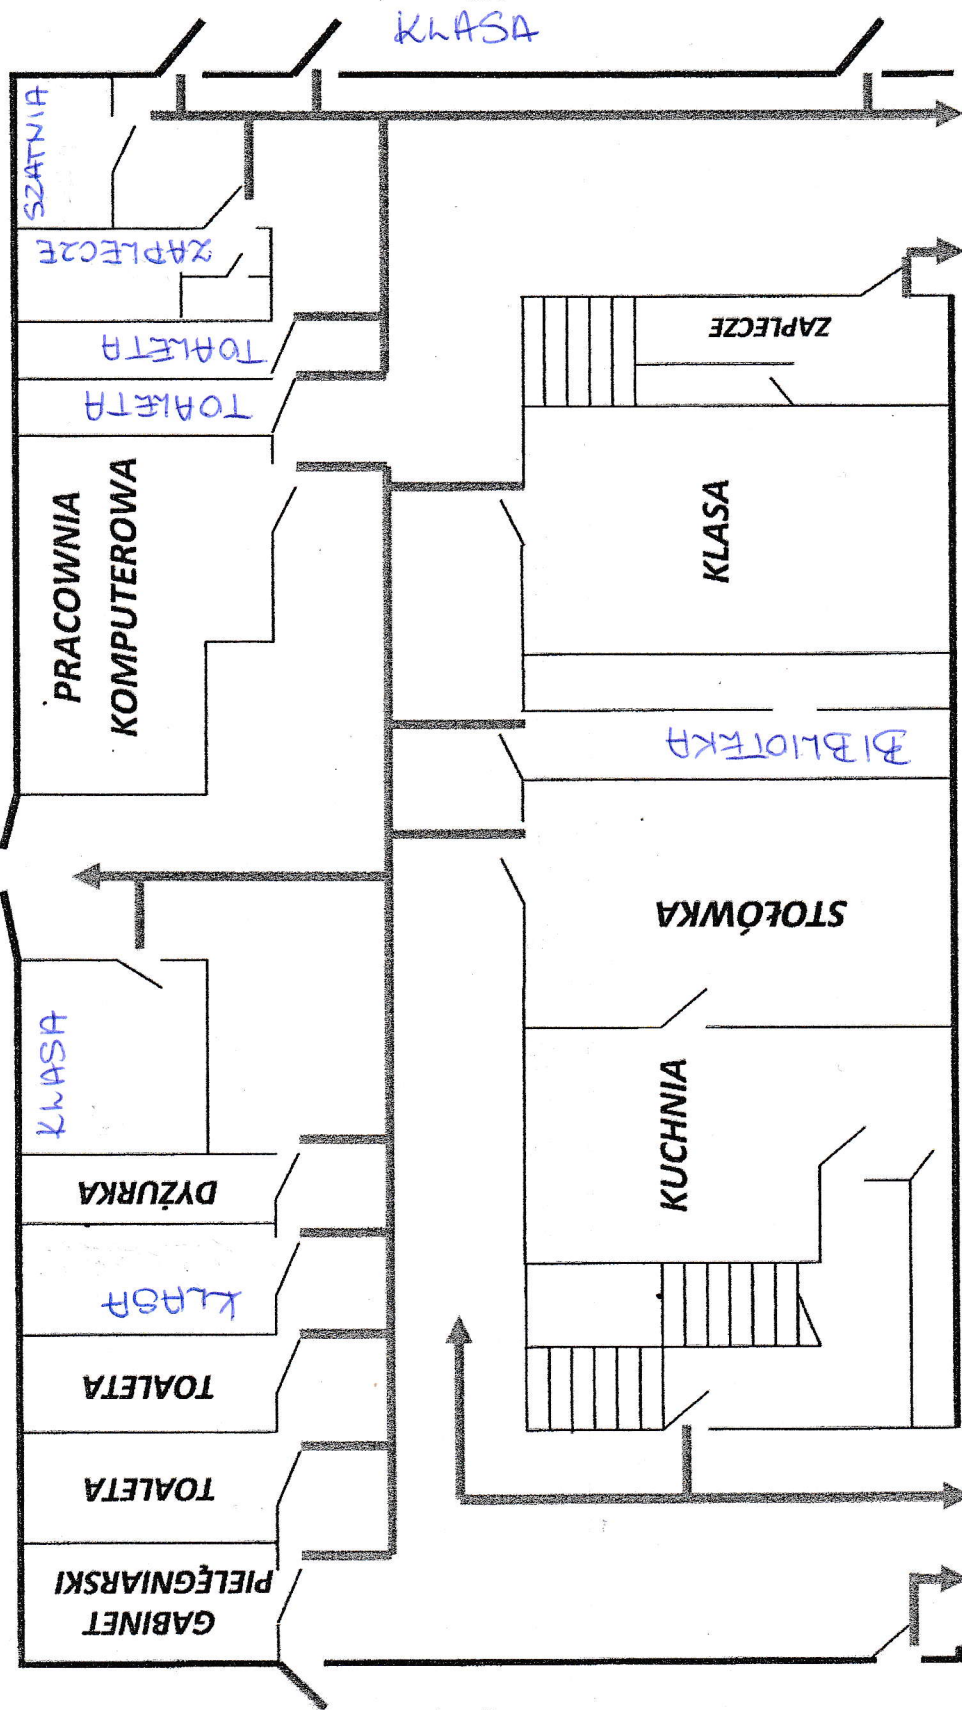 KLASA
SZATNIA
ZAPLECZE
TOALETA
TOALETA
PRACOWNIA
KOMPUTEROWA
ZAPLECZE
KLASA
BIBLIOTEKA
STOŁÓWKA
KLASA
KUCHNIA
DYŻURKA
KLASA
TOALETA
TOALETA
GABINET
PIELĘGNIARSKI